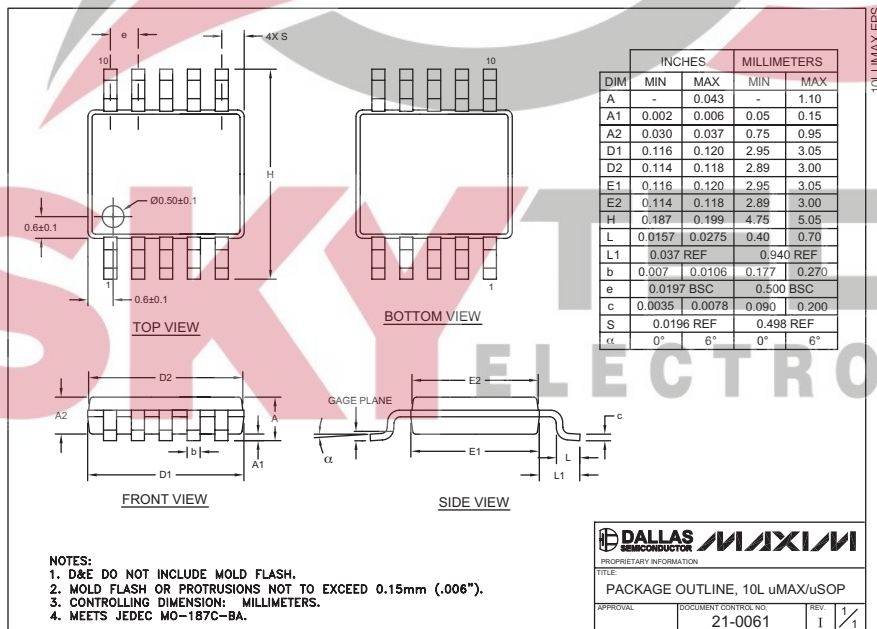 e
4X S
10
10
H
Ø0.50±0.1
0.6±0.1
1
0.6±0.1
1
TOP VIEW
BOTTOM VIEW
INCHES MILLIMETERS
DIM MIN MAX MIN MAX
A - 0.043 - 1.10
A1 0.002 0.006 0.05 0.15
A2 0.030 0.037 0.75 0.95
D1 0.116 0.120 2.95 3.05
D2 0.114 0.118 2.89 3.00
E1 0.116 0.120 2.95 3.05
E2 0.114 0.118 2.89 3.00
H 0.187 0.199 4.75 5.05
L 0.0157 0.0275 0.40 0.70
L1 0.037 REF 0.940 REF
b 0.007 0.0106 0.177 0.270
e 0.0197 BSC 0.500 BSC
c 0.0035 0.0078 0.090 0.200
S 0.0196 REF 0.498 REF
α 0° 6° 0° 6°
10LUMAX.EPS
SKY
ELECTRO
D2
A2
A
b
A1
D1
FRONT VIEW
E2
GAGE PLANE
c
α
E1
L
L1
SIDE VIEW
NOTES:
1. D&E DO NOT INCLUDE MOLD FLASH.
2. MOLD FLASH OR PROTRUSIONS NOT TO EXCEED 0.15mm (.006").
3. CONTROLLING DIMENSION: MILLIMETERS.
4. MEETS JEDEC MO-187C-BA.
DALLAS SEMICONDUCTOR MAXIM
PROPRIETARY INFORMATION
TITLE:
PACKAGE OUTLINE, 10L uMAX/uSOP
APPROVAL DOCUMENT CONTROL NO. REV.
21-0061 I 1/1